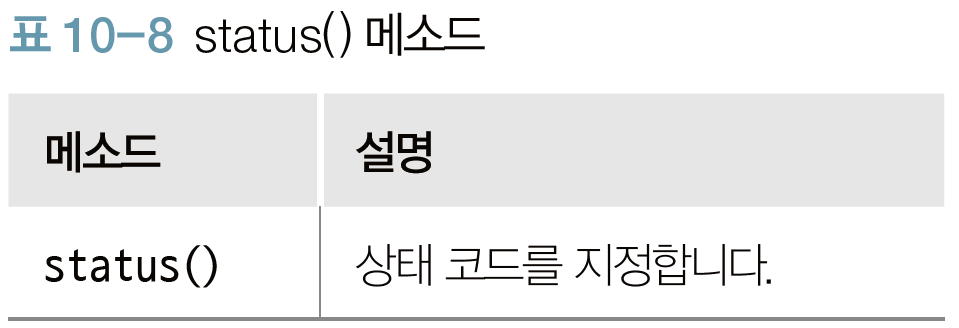 표 10-8 status() 메소드
메소드 설명
status() 상태 코드를 지정합니다.